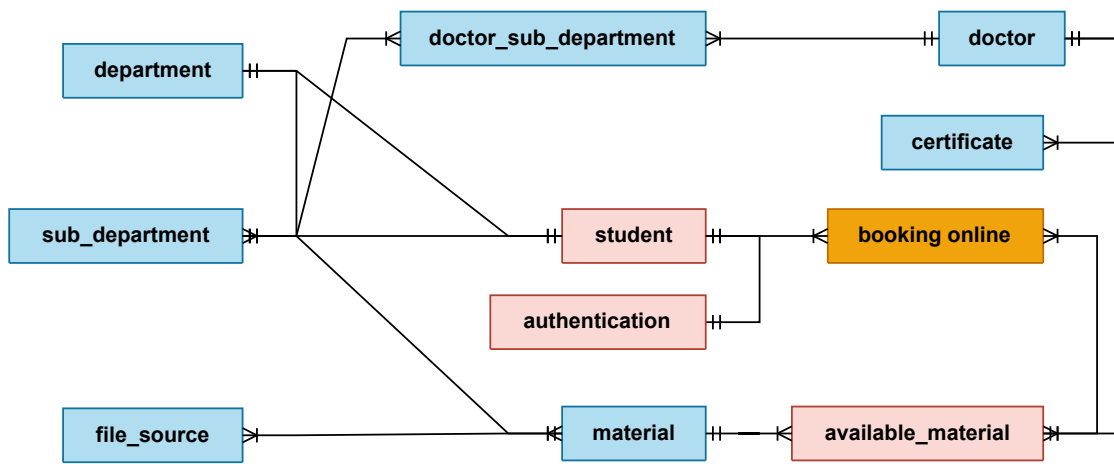 doctor_sub_department
doctor
department
certificate
sub_department
student
booking online
authentication
file_source
material
available_material